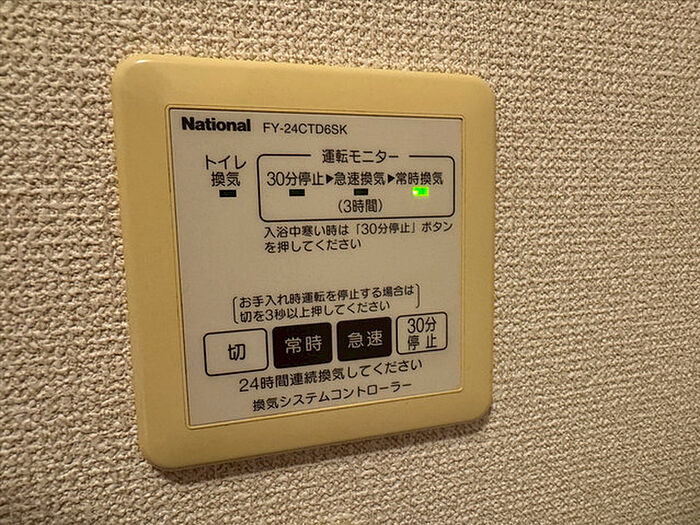 National FY-24CTD6SK
運転モニター
トイレ
換気
30分停止▶急速換気▶常時換気
(3時間)
入浴中寒い時は「30分停止」ボタン
を押してください
お手入れ時運転を停止する場合は
切を3秒以上押してください
切 常時 急速 30分
停止
24時間連続換気してください
換気システムコントローラー